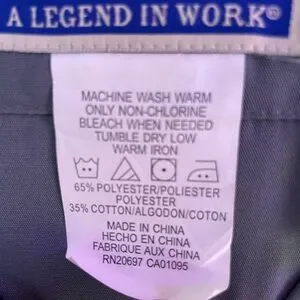 A LEGEND IN WORK®
MACHINE WASH WARM
ONLY NON-CHLORINE
BLEACH WHEN NEEDED
TUMBLE DRY LOW
WARM IRON
65% POLYESTER/POLIESTER
POLYESTER
35% COTTON/ALGODON/COTON
MADE IN CHINA
HECHO EN CHINA
FABRIQUE AUX CHINA
RN20697 CA01095